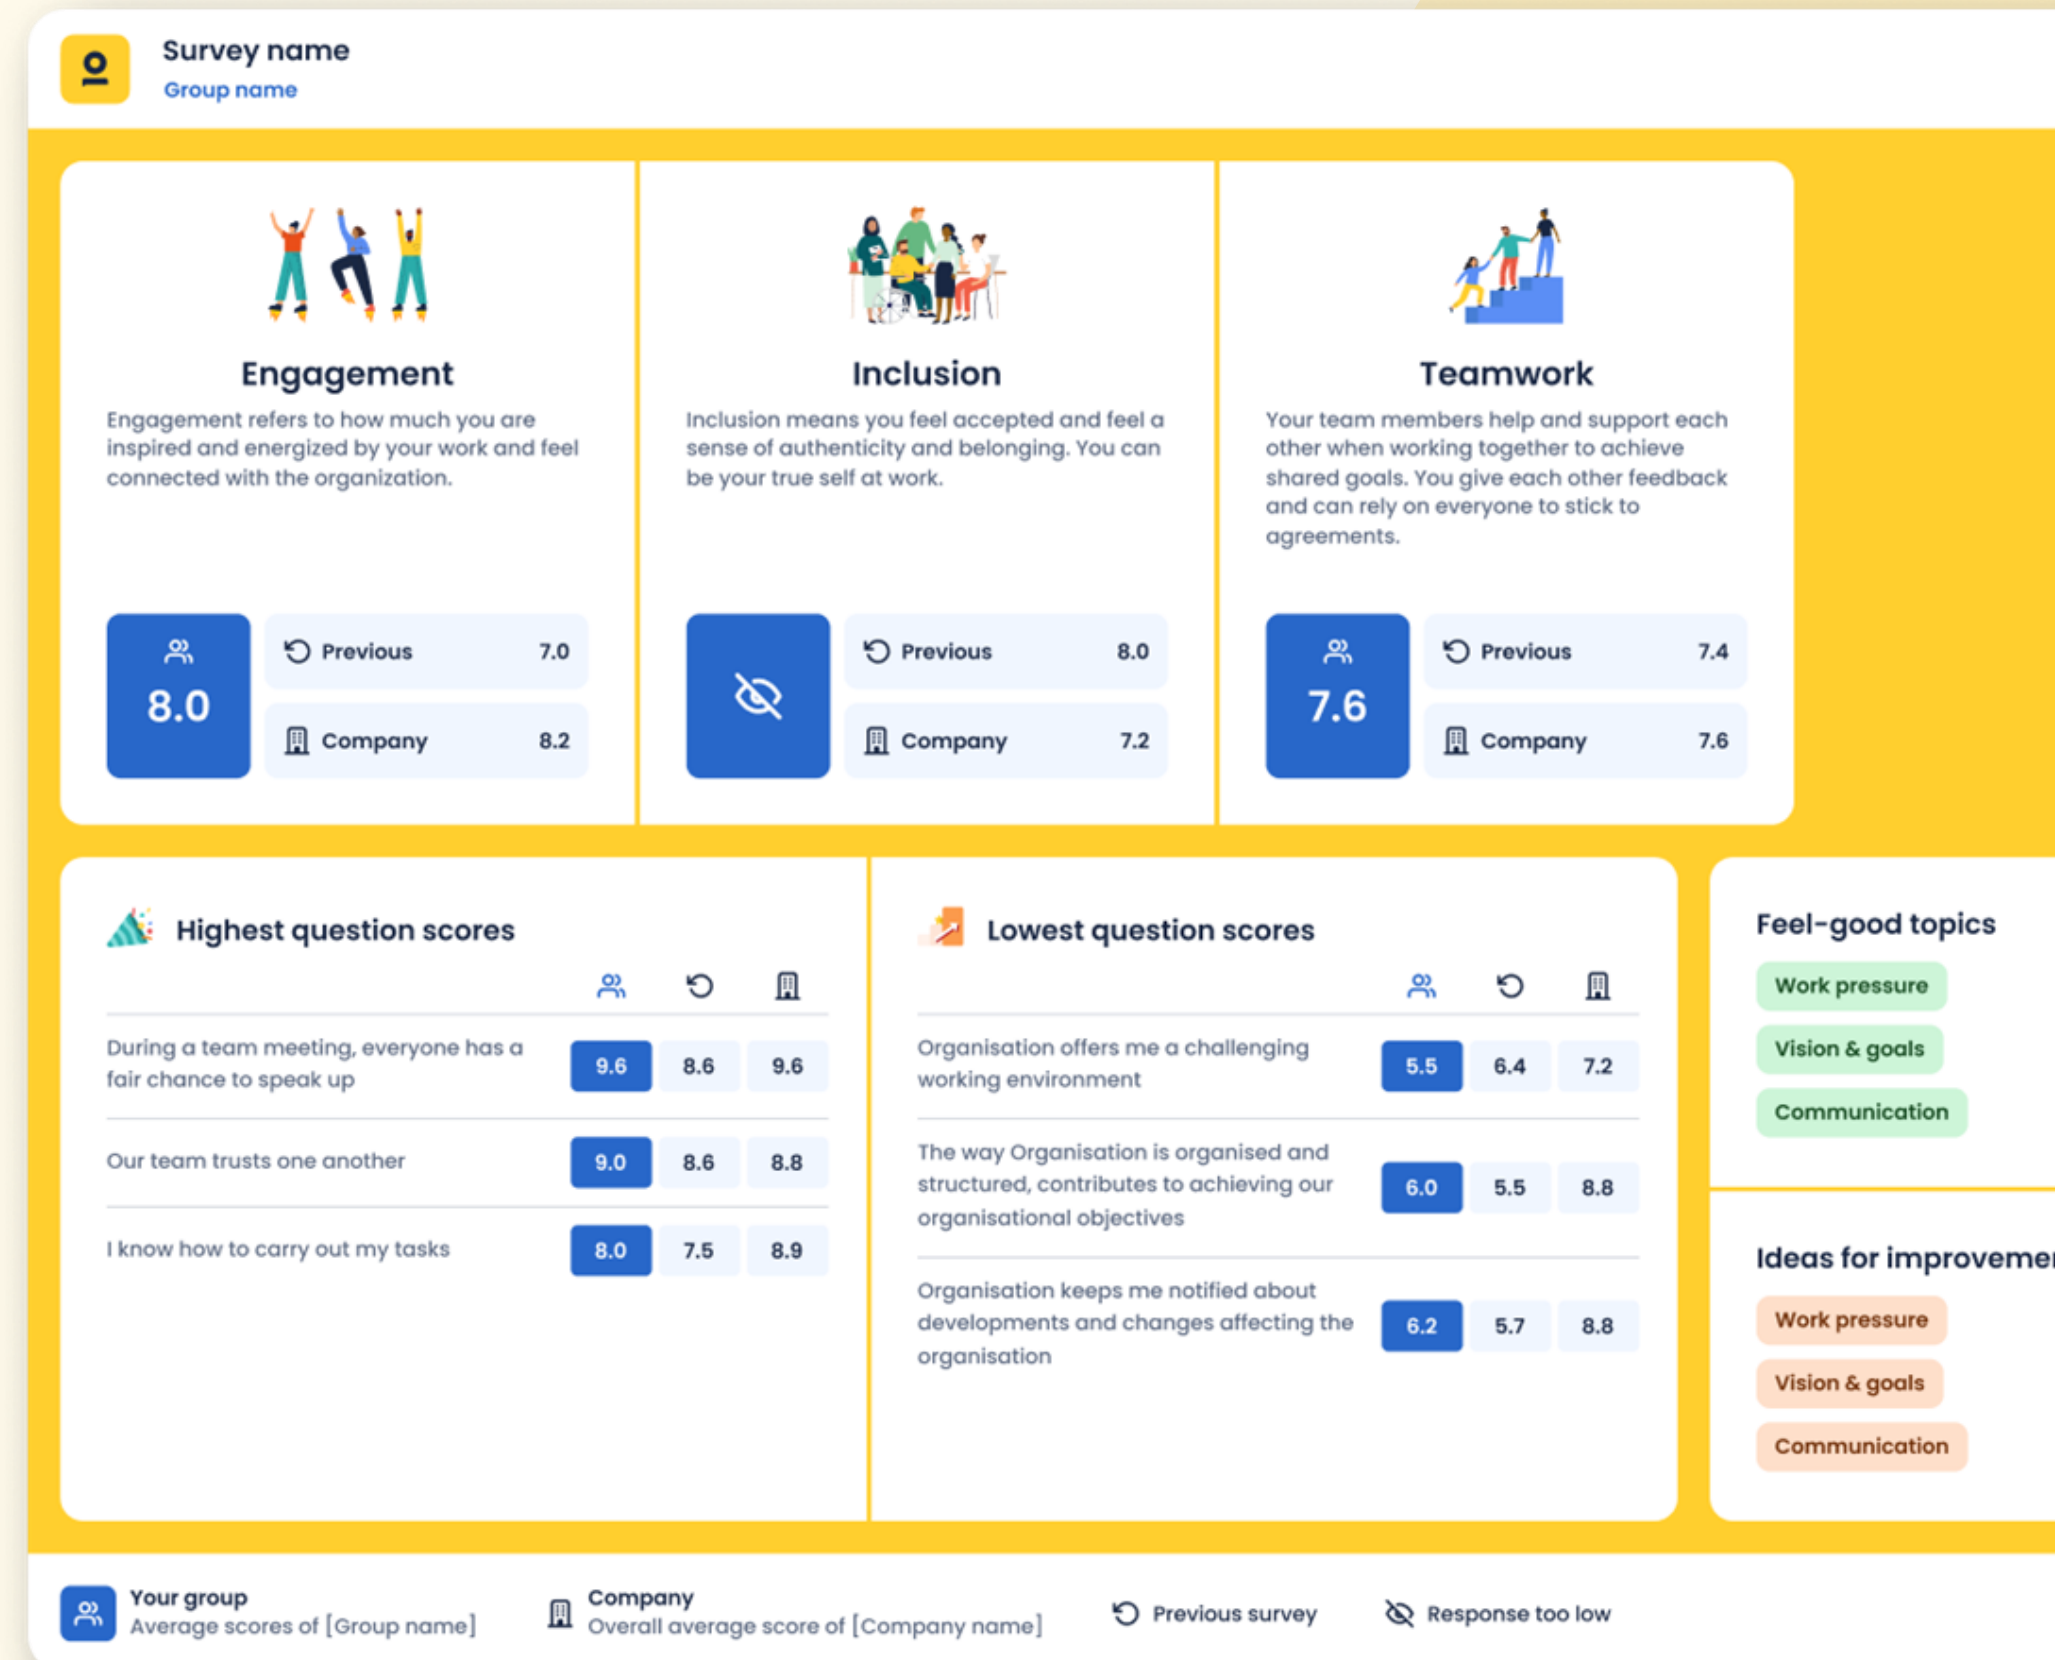 Survey name
Group name
Engagement
Engagement refers to how much you are
inspired and energized by your work and feel
connected with the organization.
8.0
Previous 7.0
Company 8.2
Inclusion
Inclusion means you feel accepted and feel a
sense of authenticity and belonging. You can
be your true self at work.
Previous 8.0
Company 7.2
Teamwork
Your team members help and support each
other when working together to achieve
shared goals. You give each other feedback
and can rely on everyone to stick to
agreements.
7.6
Previous 7.4
Company 7.6
Highest question scores
During a team meeting, everyone has a
fair chance to speak up
9.6 8.6 9.6
Our team trusts one another 9.0 8.6 8.8
I know how to carry out my tasks 8.0 7.5 8.9
Lowest question scores
Organisation offers me a challenging
working environment
5.5 6.4 7.2
The way Organisation is organised and
structured, contributes to achieving our
organisational objectives
6.0 5.5 8.8
Organisation keeps me notified about
developments and changes affecting the
organisation
6.2 5.7 8.8
Feel-good topics
Work pressure
Vision & goals
Communication
Ideas for
Work pressure
Vision & goals
Communication
Your group
Average scores of [Group name]
Company
Overall average score of [Company name]
Previous survey
Response too low